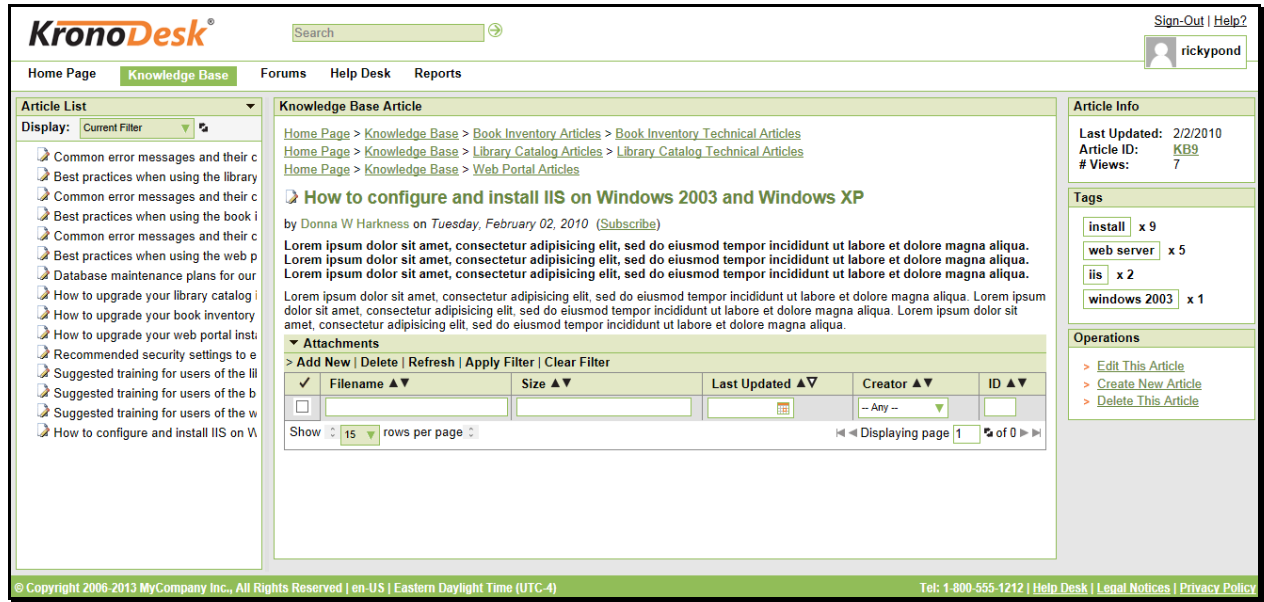 KronoDesk®
Search
Sign-Out | Help?
rickypond
Home Page Knowledge Base Forums Help Desk Reports
Article List
Display: Current Filter
Common error messages and their c
Best practices when using the library
Common error messages and their c
Best practices when using the book i
Common error messages and their c
Best practices when using the web p
Database maintenance plans for our
How to upgrade your library catalog i
How to upgrade your book inventory
How to upgrade your web portal insta
Recommended security settings to e
Suggested training for users of the lil
Suggested training for users of the b
Suggested training for users of the w
How to configure and install IIS on W
Knowledge Base Article
Home Page > Knowledge Base > Book Inventory Articles > Book Inventory Technical Articles
Home Page > Knowledge Base > Library Catalog Articles > Library Catalog Technical Articles
Home Page > Knowledge Base > Web Portal Articles
How to configure and install IIS on Windows 2003 and Windows XP
by Donna W Harkness on Tuesday, February 02, 2010 (Subscribe)
Lorem ipsum dolor sit amet, consectetur adipisicing elit, sed do eiusmod tempor incididunt ut labore et dolore magna aliqua.
Lorem ipsum dolor sit amet, consectetur adipisicing elit, sed do eiusmod tempor incididunt ut labore et dolore magna aliqua.
Lorem ipsum dolor sit amet, consectetur adipisicing elit, sed do eiusmod tempor incididunt ut labore et dolore magna aliqua.
Lorem ipsum dolor sit amet, consectetur adipisicing elit, sed do eiusmod tempor incididunt ut labore et dolore magna aliqua. Lorem ipsum
dolor sit amet, consectetur adipisicing elit, sed do eiusmod tempor incididunt ut labore et dolore magna aliqua. Lorem ipsum dolor sit
amet, consectetur adipisicing elit, sed do eiusmod tempor incididunt ut labore et dolore magna aliqua.
Attachments
> Add New | Delete | Refresh | Apply Filter | Clear Filter
Filename Size Last Updated Creator ID
-- Any --
Show 15 rows per page Displaying page 1 of 0
Article Info
Last Updated: 2/2/2010
Article ID: KB9
# Views: 7
Tags
install x 9
web server x 5
iis x 2
windows 2003 x 1
Operations
> Edit This Article
> Create New Article
> Delete This Article
© Copyright 2006-2013 MyCompany Inc., All Rights Reserved | en-US | Eastern Daylight Time (UTC-4) Tel: 1-800-555-1212 | Help Desk | Legal Notices | Privacy Policy